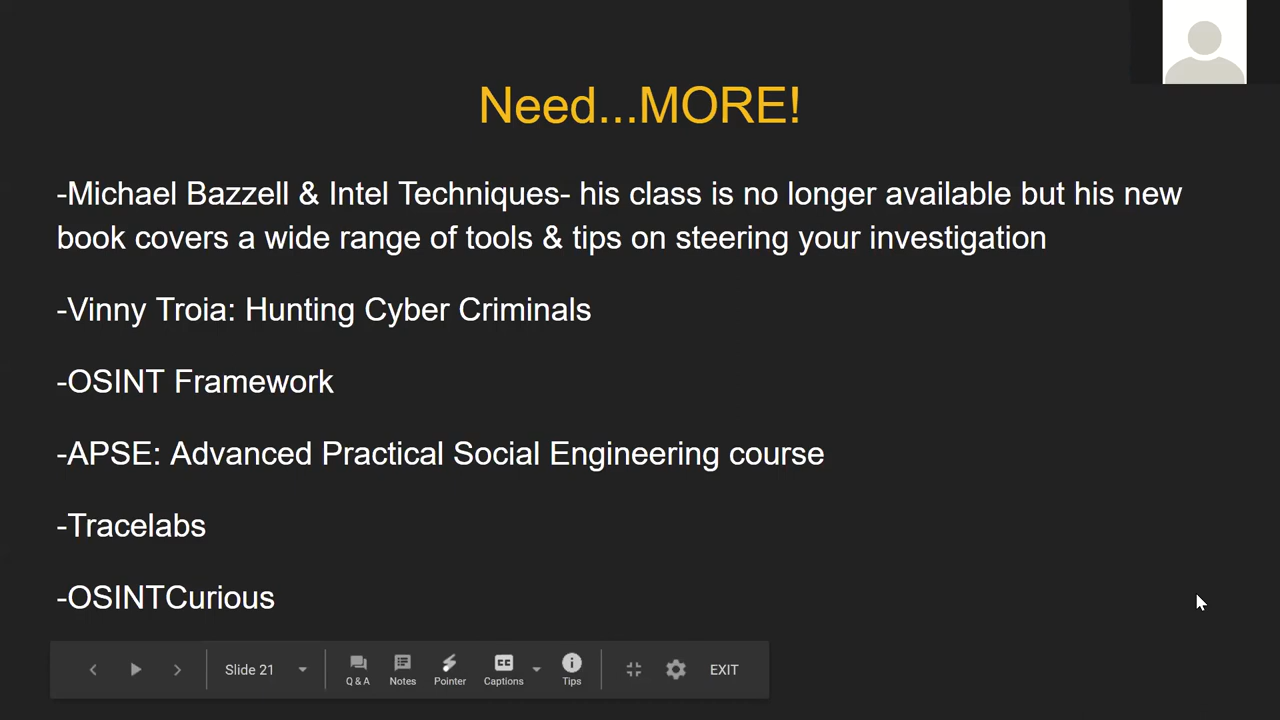 Need...MORE!
-Michael Bazzell & Intel Techniques- his class is no longer available but his new
book covers a wide range of tools & tips on steering your investigation
-Vinny Troia: Hunting Cyber Criminals
-OSINT Framework
-APSE: Advanced Practical Social Engineering course
-Tracelabs
-OSINTCurious
Slide 21
Q & A
Notes
Pointer
CC
Captions
Tips
EXIT